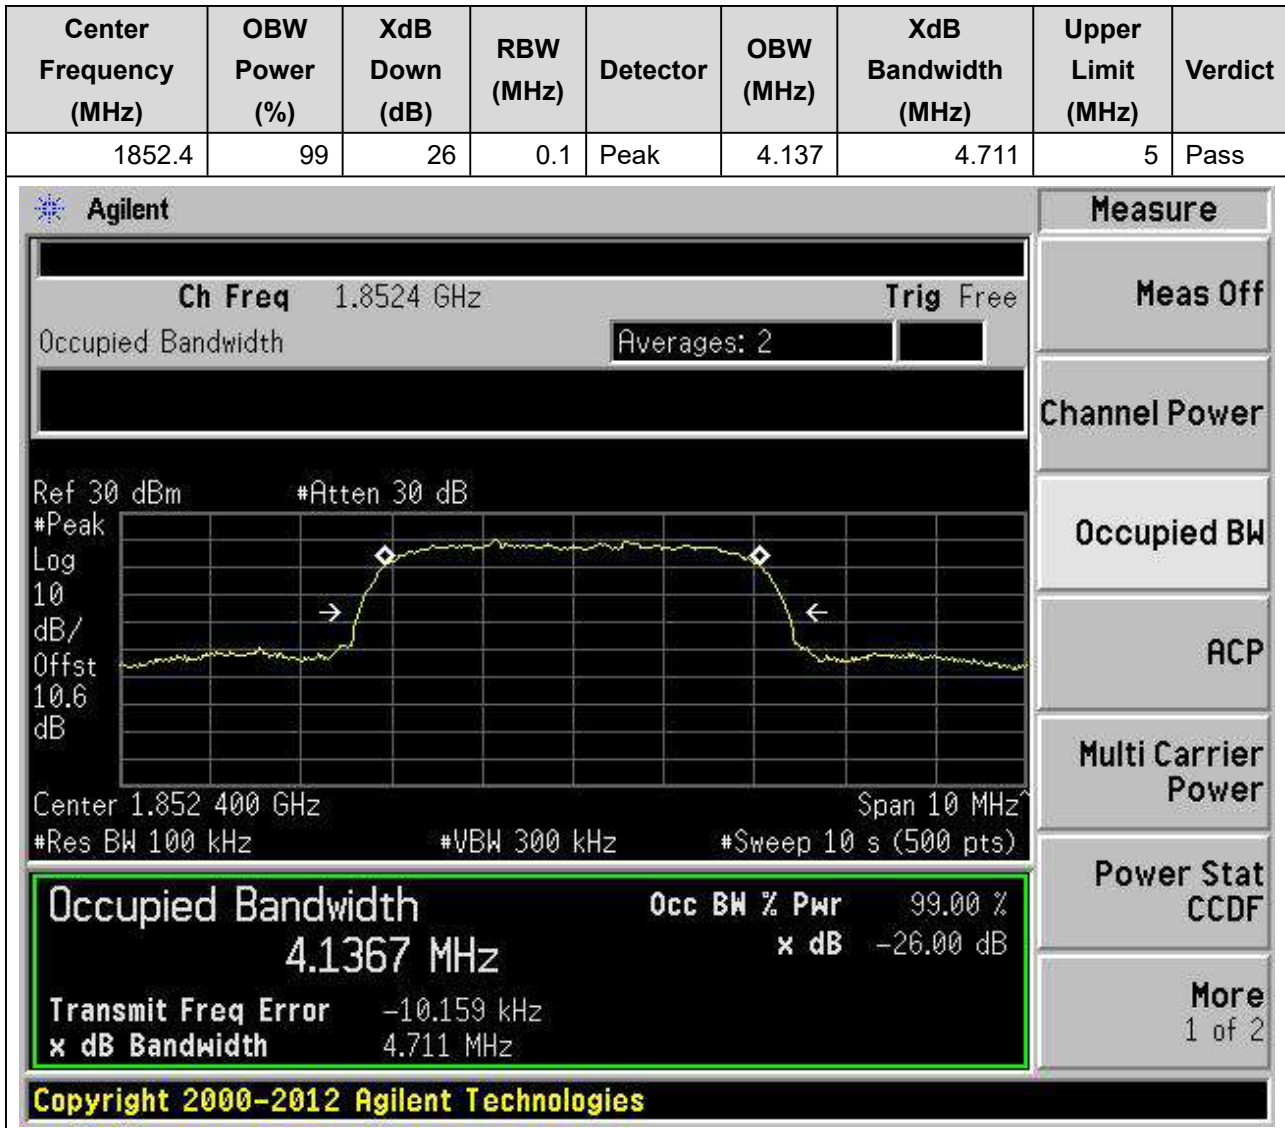 Center Frequency (MHz) OBW Power (%) XdB Down (dB) RBW (MHz) Detector OBW (MHz) XdB Bandwidth (MHz) Upper Limit (MHz) Verdict
1852.4 99 26 0.1 Peak 4.137 4.711 5 Pass
Agilent
Measure
Ch Freq 1.8524 GHz Trig Free
Meas Off
Occupied Bandwidth Averages: 2
Channel Power
Ref 30 dBm #Atten 30 dB
#Peak
Log
10
dB/
Offst
10.6
dB
Occupied BW
ACP
Multi Carrier
Power
Center 1.852 400 GHz Span 10 MHz^
#Res BW 100 kHz #VBW 300 kHz #Sweep 10 s (500 pts)
Power Stat
CCDF
Occupied Bandwidth Occ BW % Pwr 99.00 %
4.1367 MHz x dB -26.00 dB
Transmit Freq Error -10.159 kHz
x dB Bandwidth 4.711 MHz
More
1 of 2
Copyright 2000-2012 Agilent Technologies